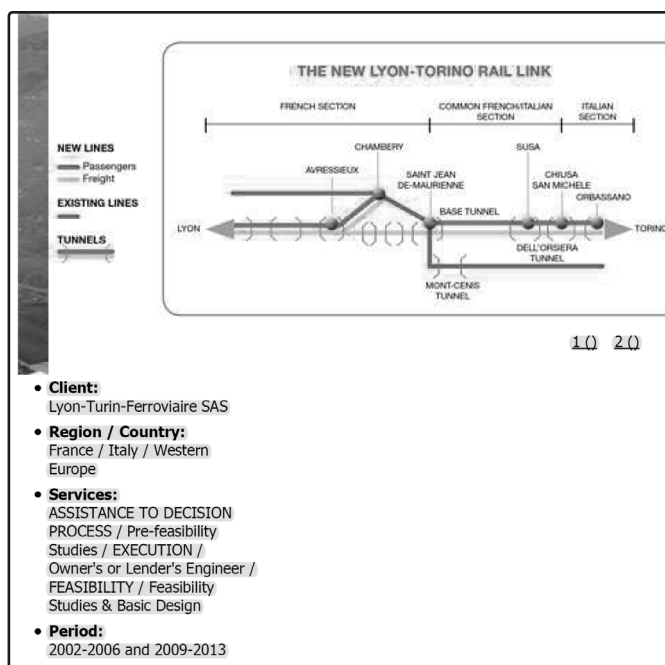 THE NEW LYON-TORINO RAIL LINK
FRENCH SECTION
COMMON FRENCH/ITALIAN
SECTION
ITALIAN
SECTION
NEW LINES
Passengers
Freight
EXISTING LINES
TUNNELS
CHAMBERY
SUSA
AVRESSIEUX
SAINT JEAN
DE-MAURIENNE
CHIUSA
SAN MICHELE
ORBASSANO
BASE TUNNEL
LYON
TORINO
DELL'ORSIERA
TUNNEL
MONT-CENIS
TUNNEL
1 () 2 ()
• Client:
Lyon-Turin-Ferroviaire SAS
• Region / Country:
France / Italy / Western
Europe
• Services:
ASSISTANCE TO DECISION
PROCESS / Pre-feasibility
Studies / EXECUTION /
Owner's or Lender's Engineer /
FEASIBILITY / Feasibility
Studies & Basic Design
• Period:
2002-2006 and 2009-2013